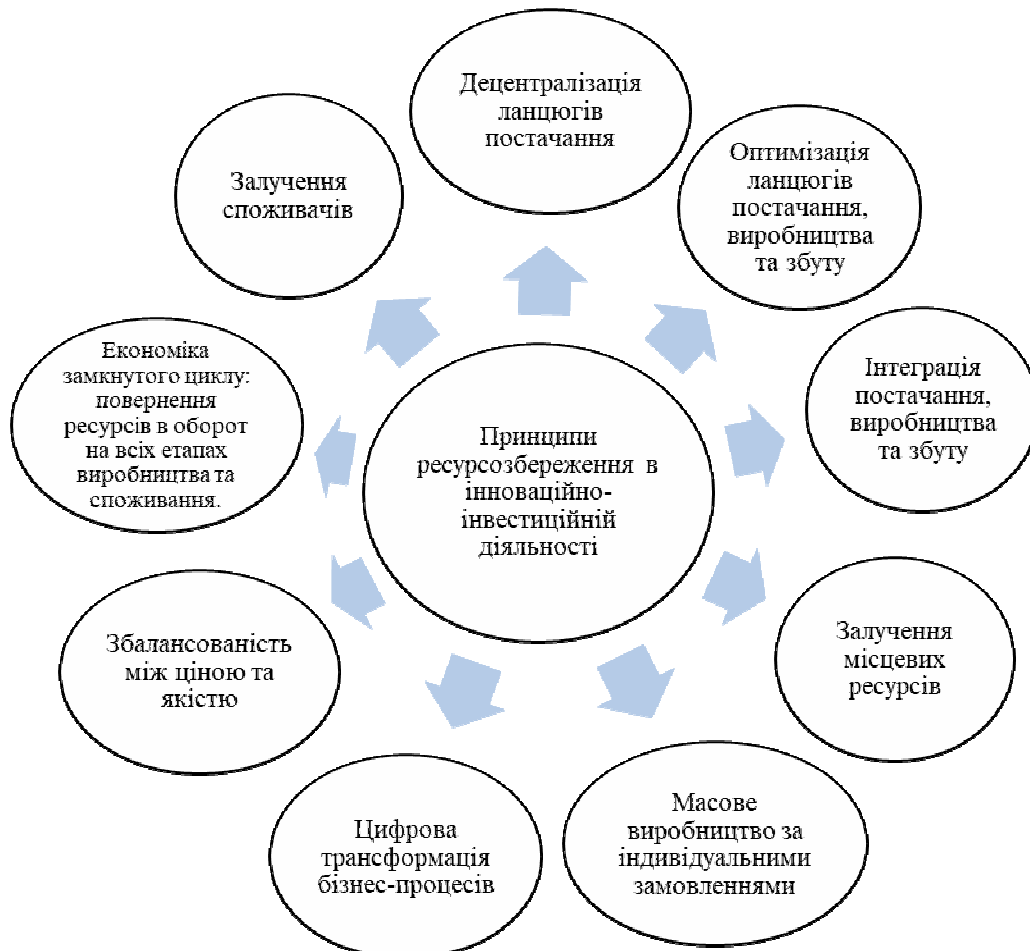 Децентралізація
ланцюгів
постачання
Оптимізація
ланцюгів
постачання,
виробництва
та збуту
Інтеграція
постачання,
виробництва
та збуту
Залучення
місцевих
ресурсів
Масове
виробництво за
індивідуальними
замовленнями
Цифрова
трансформація
бізнес-процесів
Збалансованість
між ціною та
якістю
Економіка
замкнутого циклу:
повернення
ресурсів в оборот
на всіх етапах
виробництва та
споживання.
Залучення
споживачів
Принципи
ресурсозбереження в
інноваційно-
інвестиційній
діяльності